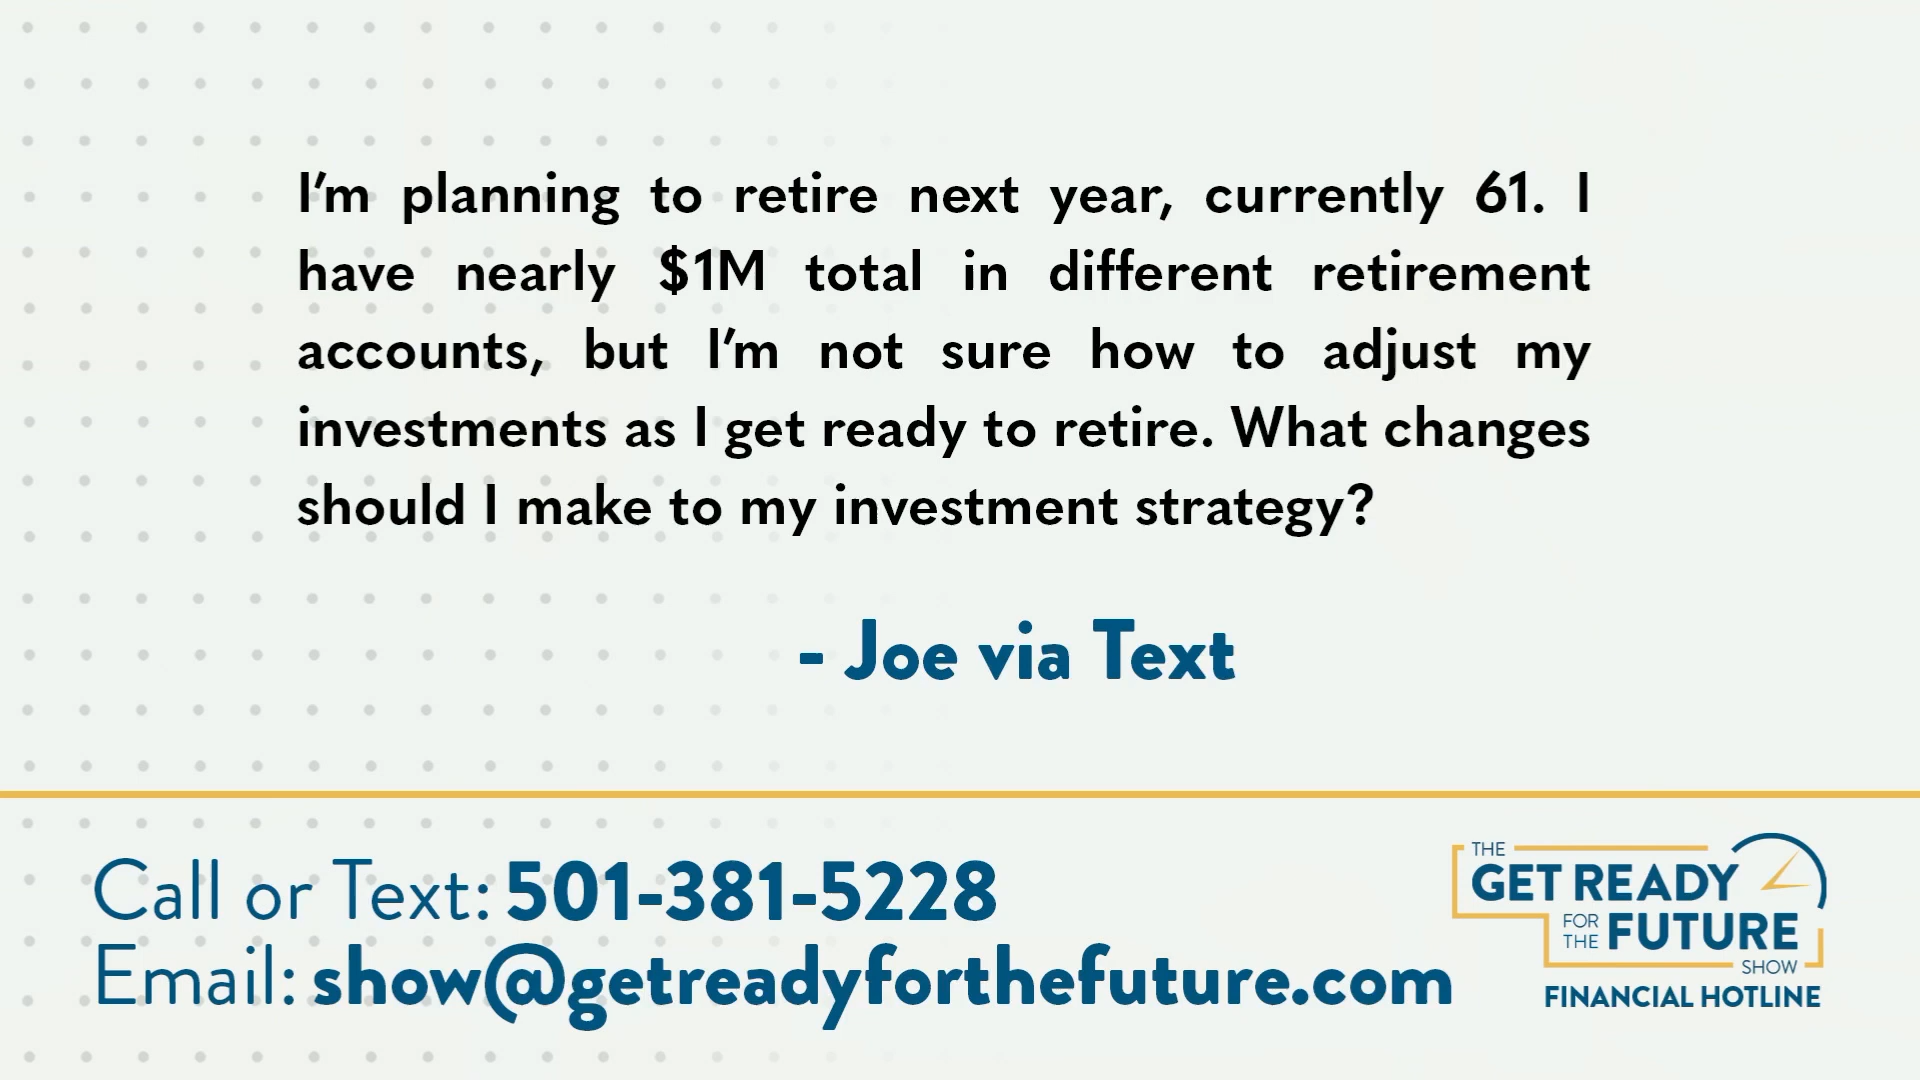 I’m planning to retire next year, currently 61. I
have nearly $1M total in different retirement
accounts, but I’m not sure how to adjust my
investments as I get ready to retire. What changes
should I make to my investment strategy?
- Joe via Text
Call or Text: 501-381-5228
Email: show@getreadyforthefuture.com
THE
GET READY
FOR
THE FUTURE
SHOW
FINANCIAL HOTLINE